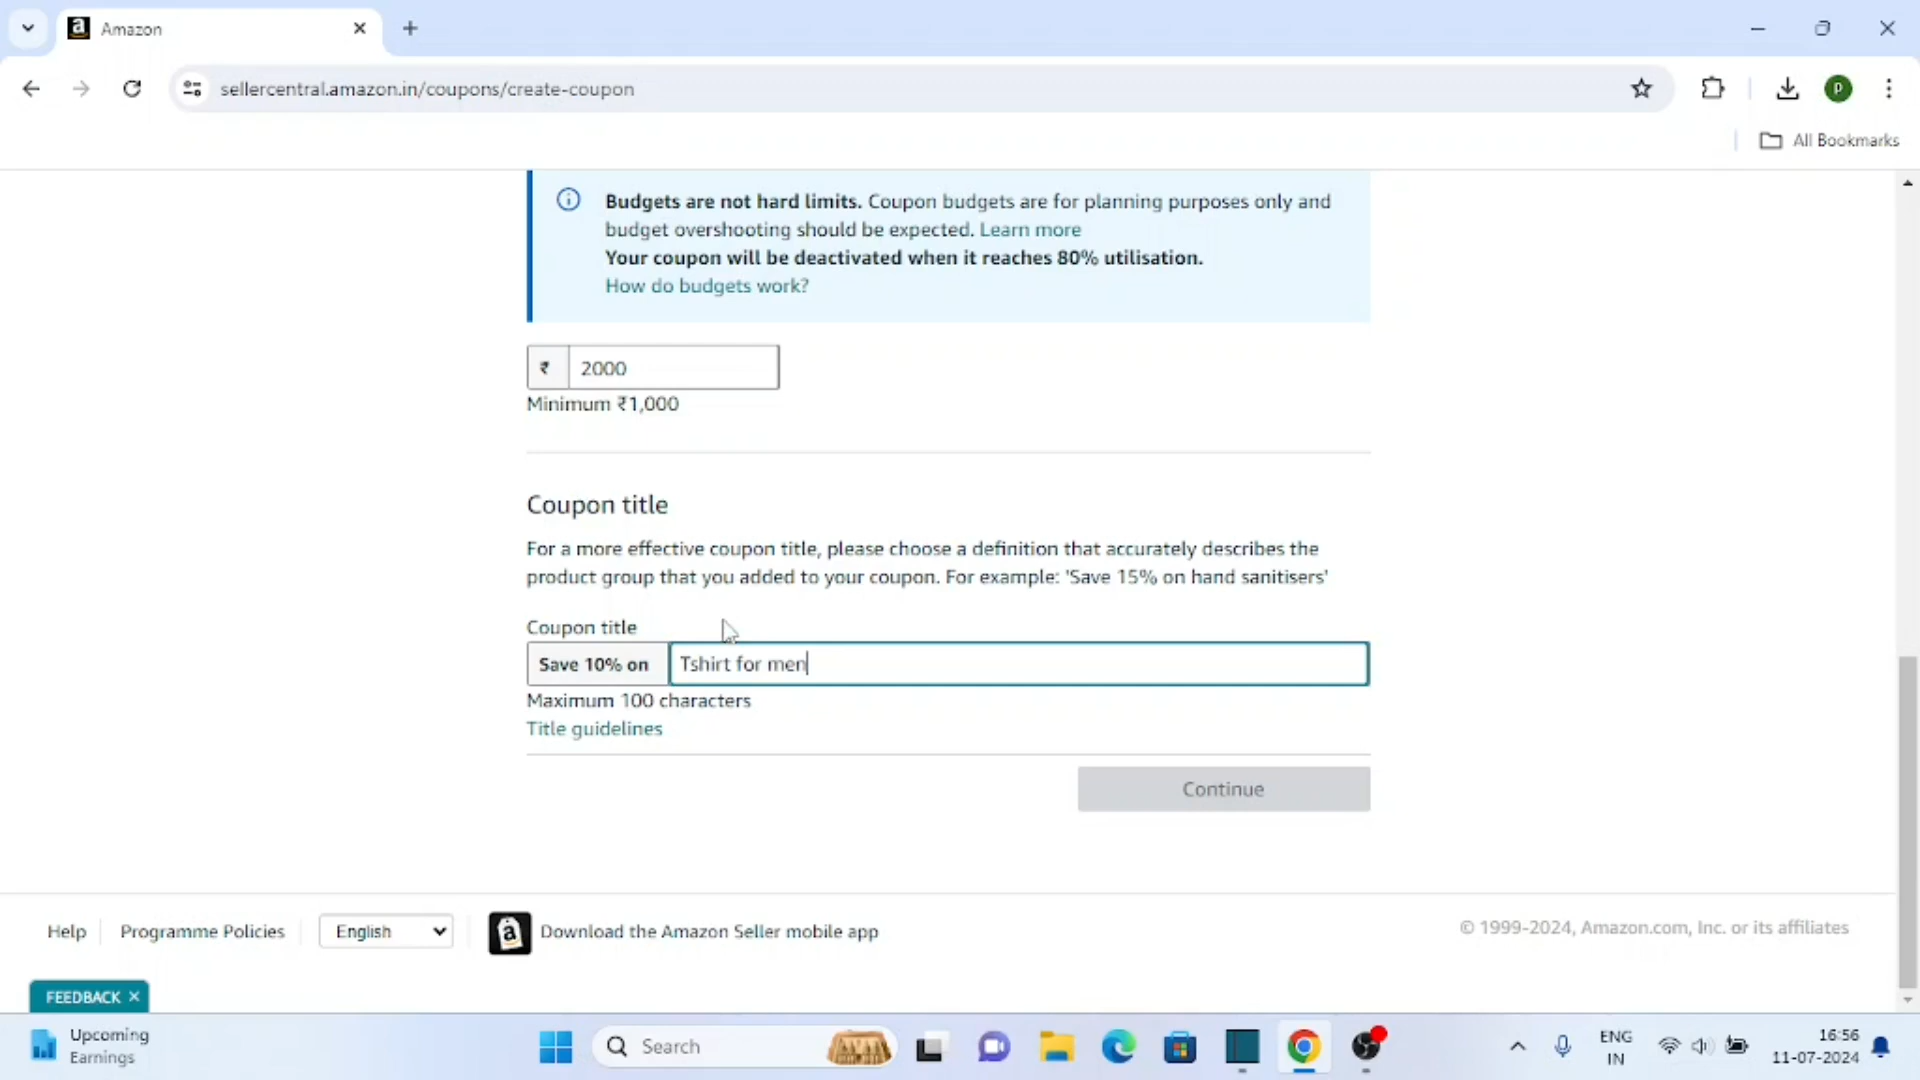 Amazon
sellercentral.amazon.in/coupons/create-coupon
P
All Bookmarks
Budgets are not hard limits. Coupon budgets are for planning purposes only and
budget overshooting should be expected. Learn more
Your coupon will be deactivated when it reaches 80% utilisation.
How do budgets work?
₹ 2000
Minimum ₹1,000
Coupon title
For a more effective coupon title, please choose a definition that accurately describes the
product group that you added to your coupon. For example: 'Save 15% on hand sanitisers'
Coupon title
Save 10% on Tshirt for men
Maximum 100 characters
Title guidelines
Continue
Help Programme Policies English Download the Amazon Seller mobile app © 1999-2024, Amazon.com, Inc. or its affiliates
FEEDBACK ×
Upcoming
Earnings
Search
ENG
IN
16:56
11-07-2024